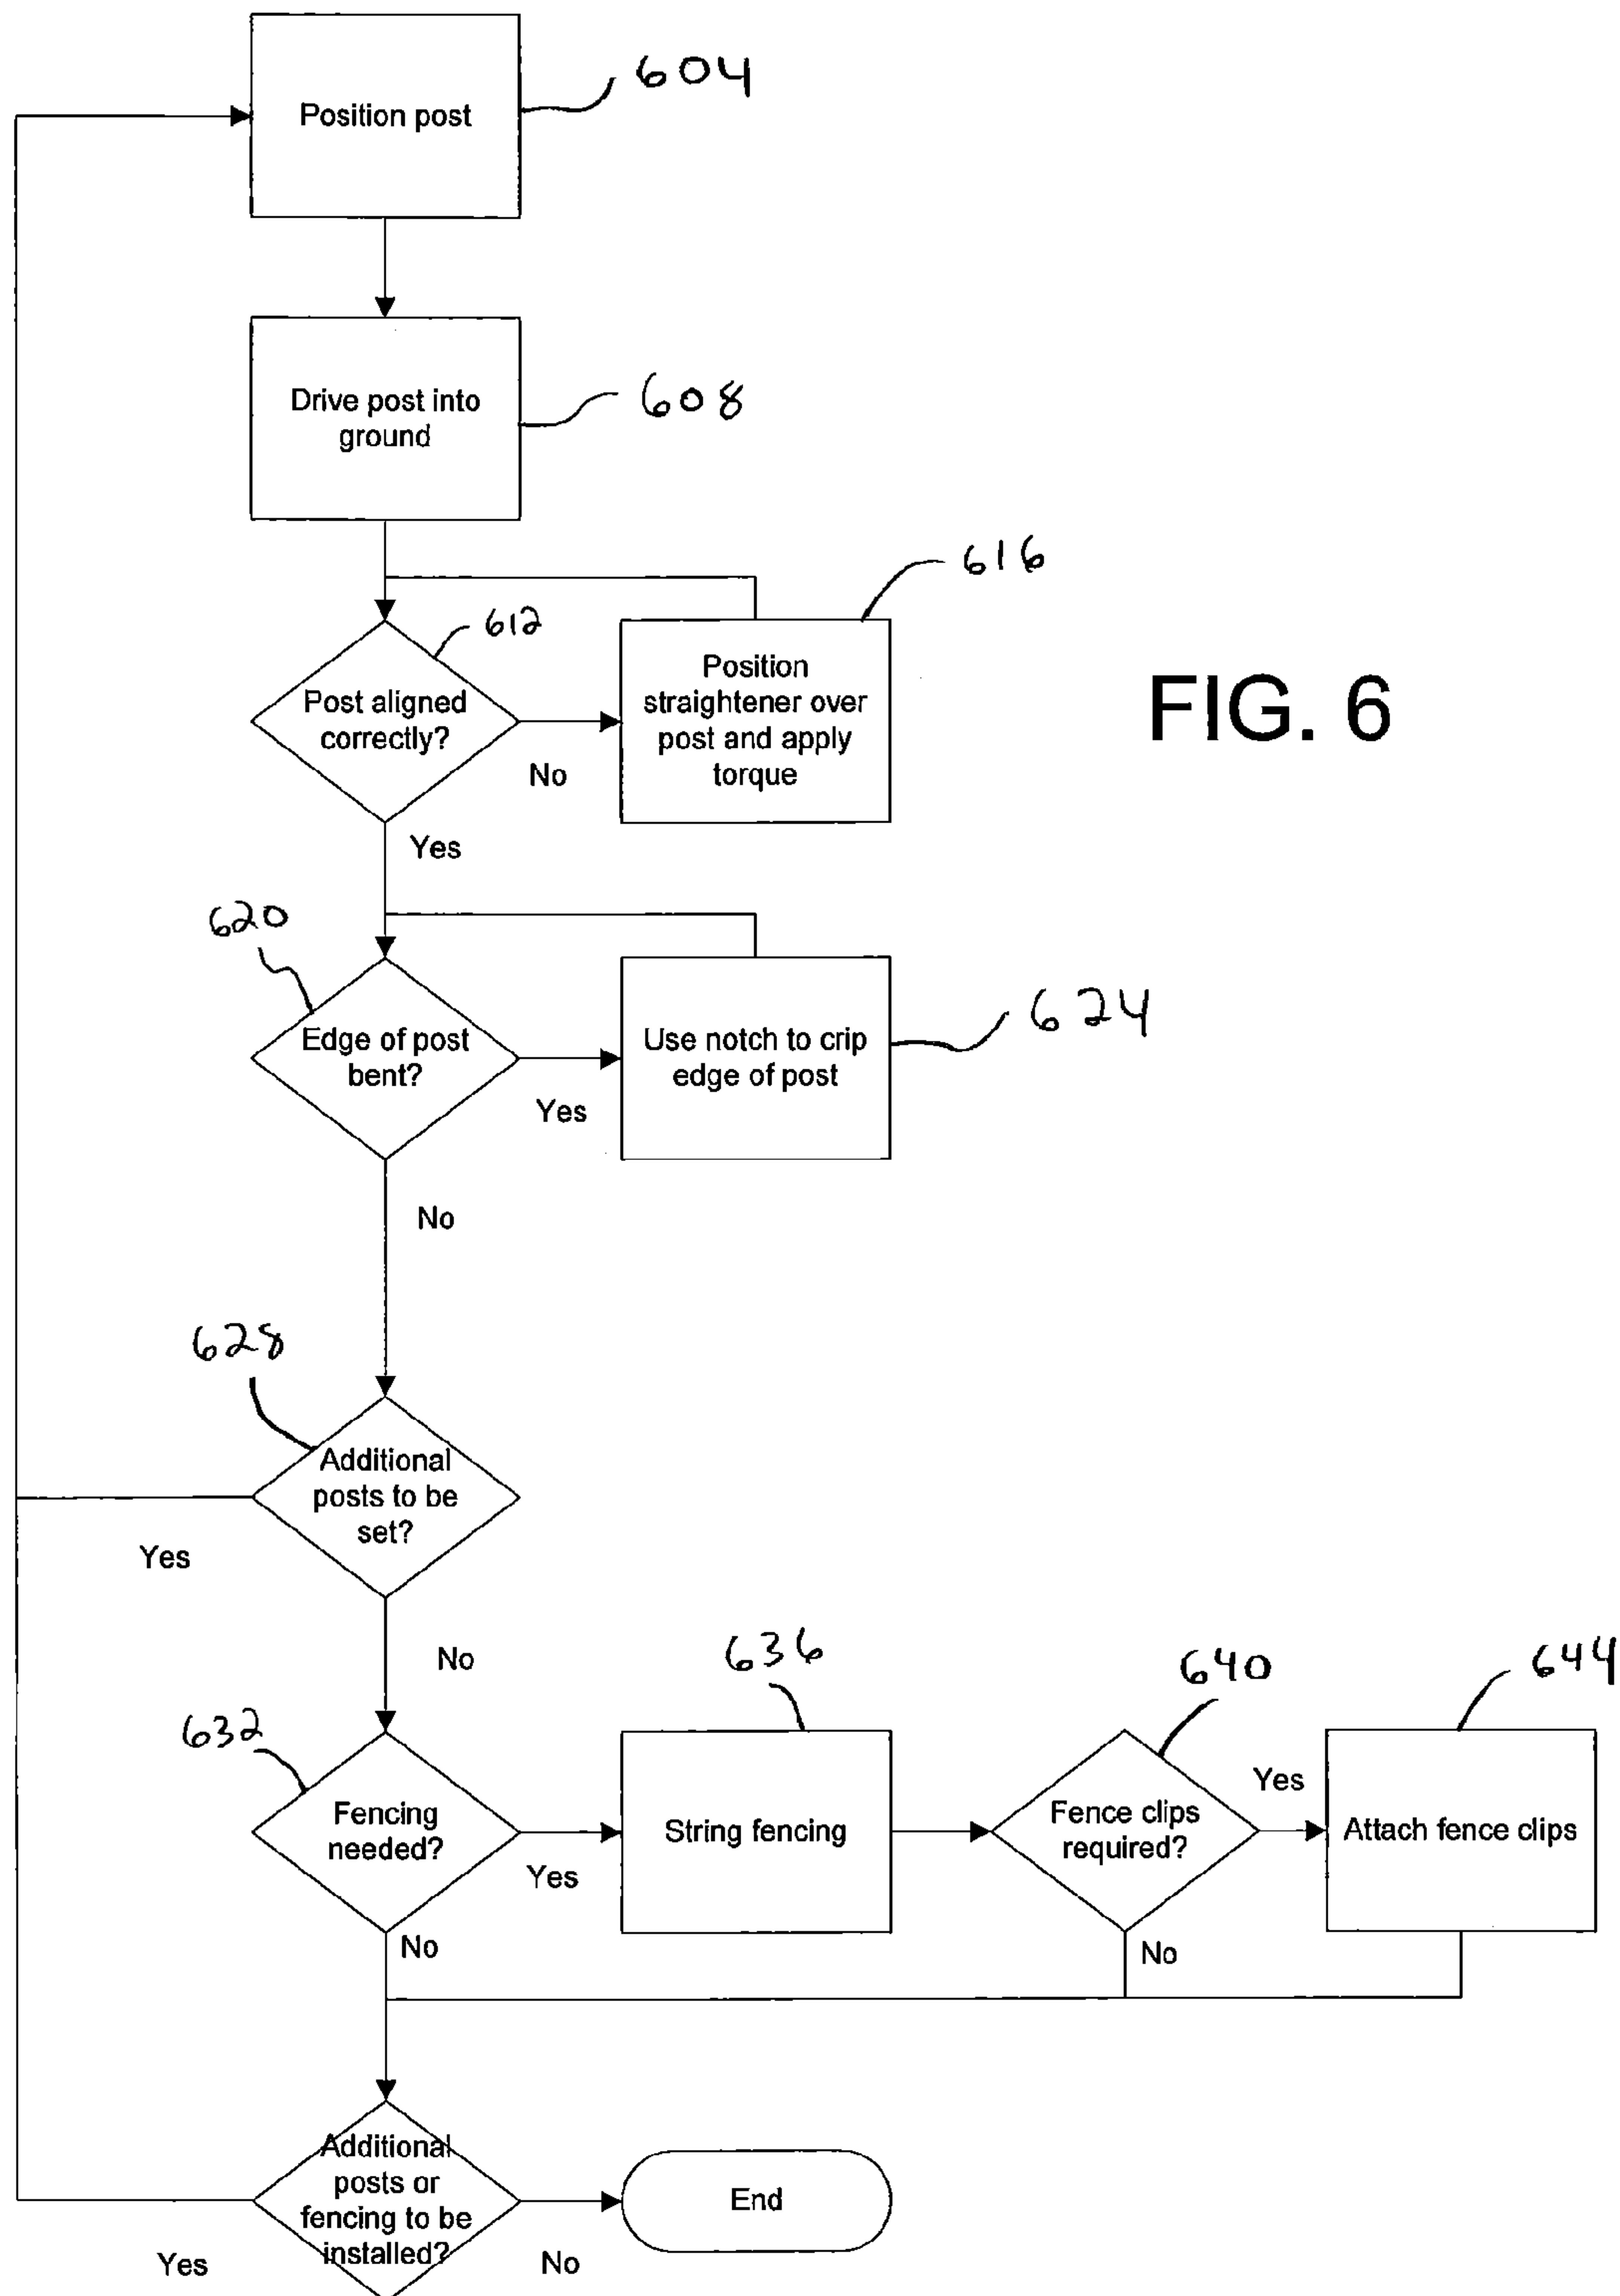 604
Position post
Drive post into
ground
608
616
612
Post aligned
correctly?
No
Position
straightener over
post and apply
torque
FIG. 6
Yes
620
Edge of post
bent?
Yes
Use notch to crip
edge of post
624
No
628
Additional
posts to be
set?
Yes
No
632
Fencing
needed?
Yes
636
String fencing
640
Fence clips
required?
Yes
644
Attach fence clips
No
No
Additional
posts or
fencing to be
installed?
Yes
No
End